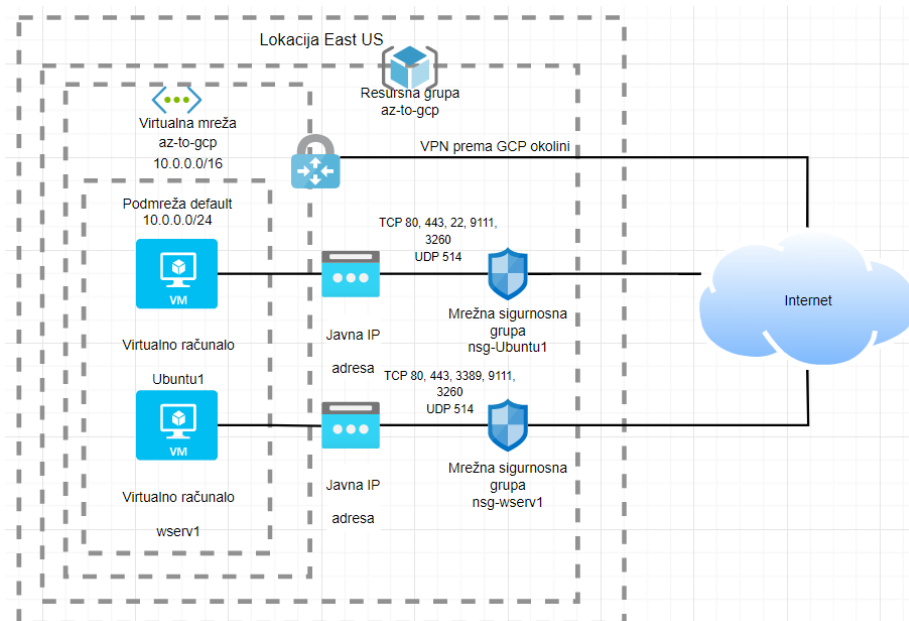 Lokacija East US
Resursna grupa
az-to-gcp
Virtualna mreža
az-to-gcp
10.0.0.0/16
VPN prema GCP okolini
Podmreža default
10.0.0.0/24
VM
Virtualno računalo
Ubuntu1
TCP 80, 443, 22, 9111,
3260
UDP 514
Javna IP
adresa
Mrežna sigurnosna
grupa
nsg-Ubuntu1
Internet
VM
Virtualno računalo
wserv1
TCP 80, 443, 3389, 9111,
3260
UDP 514
Javna IP
adresa
Mrežna sigurnosna
grupa
nsg-wserv1